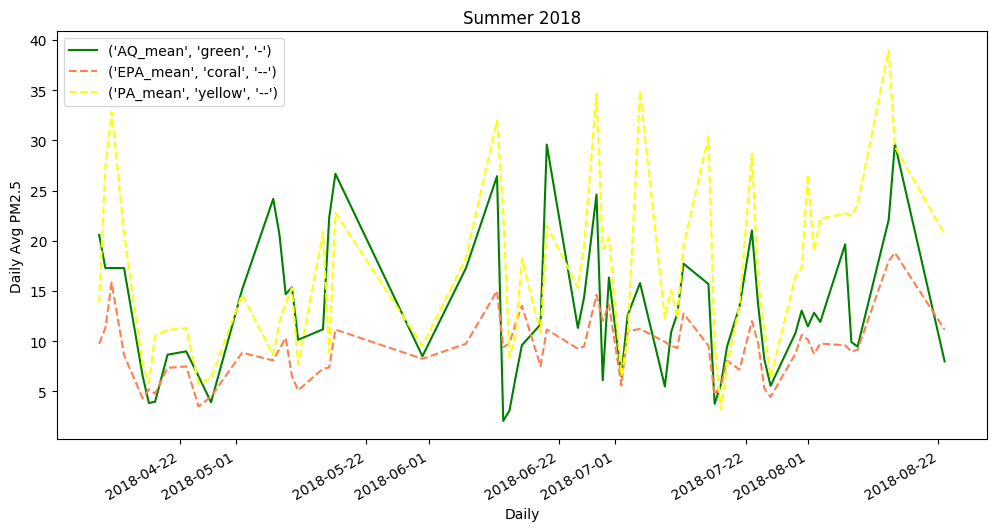 Summer 2018
('AQ_mean', 'green', '-')
('EPA_mean', 'coral', '--')
('PA_mean', 'yellow', '--')
Daily Avg PM2.5
40
35
30
25
20
15
10
5
2018-04-22
2018-05-01
2018-05-22
2018-06-01
2018-06-22
2018-07-01
2018-07-22
2018-08-01
2018-08-22
Daily